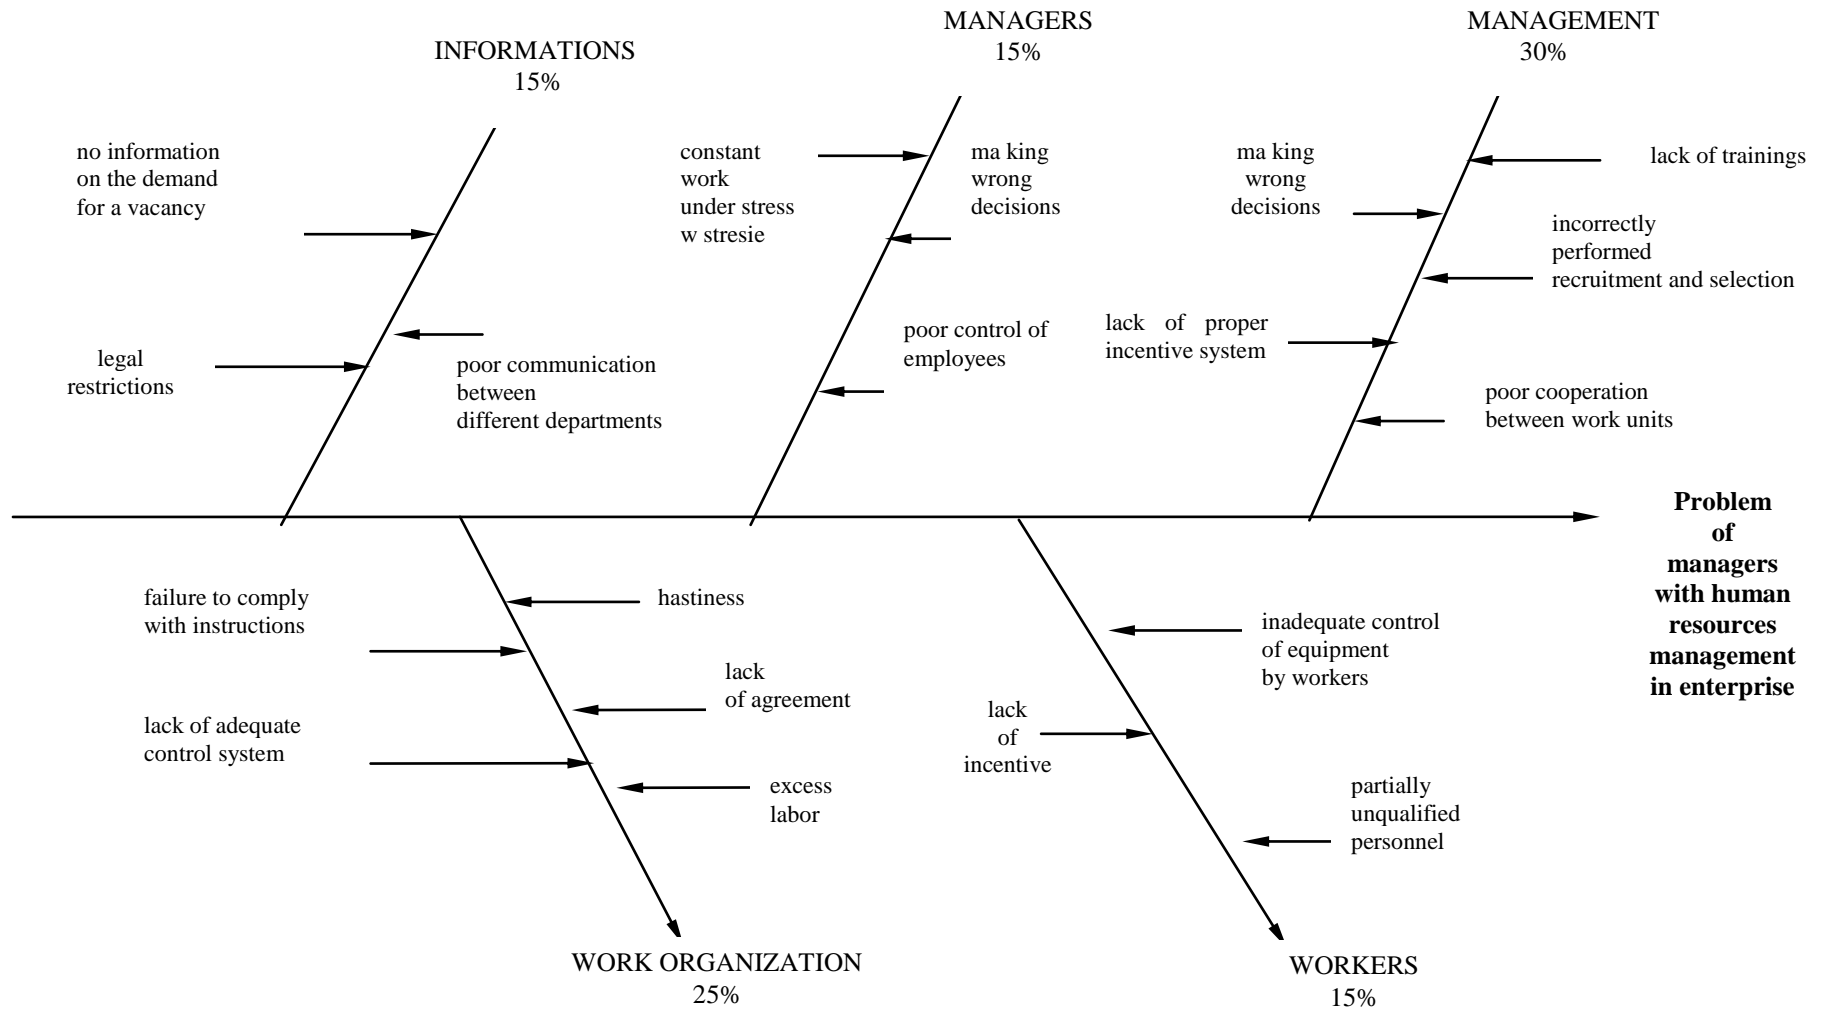 INFORMATIONS
15%
MANAGERS
15%
MANAGEMENT
30%
no information
on the demand
for a vacancy
legal
restrictions
poor communication
between
different departments
constant
work
under stress
w stresie
ma king
wrong
decisions
poor control of
employees
ma king
wrong
decisions
lack of trainings
incorrectly
performed
recruitment and selection
lack of proper
incentive system
poor cooperation
between work units
Problem
of
managers
with human
resources
management
in enterprise
failure to comply
with instructions
hastiness
lack
of agreement
lack of adequate
control system
excess
labor
inadequate control
of equipment
by workers
lack
of
incentive
partially
unqualified
personnel
WORK ORGANIZATION
25%
WORKERS
15%